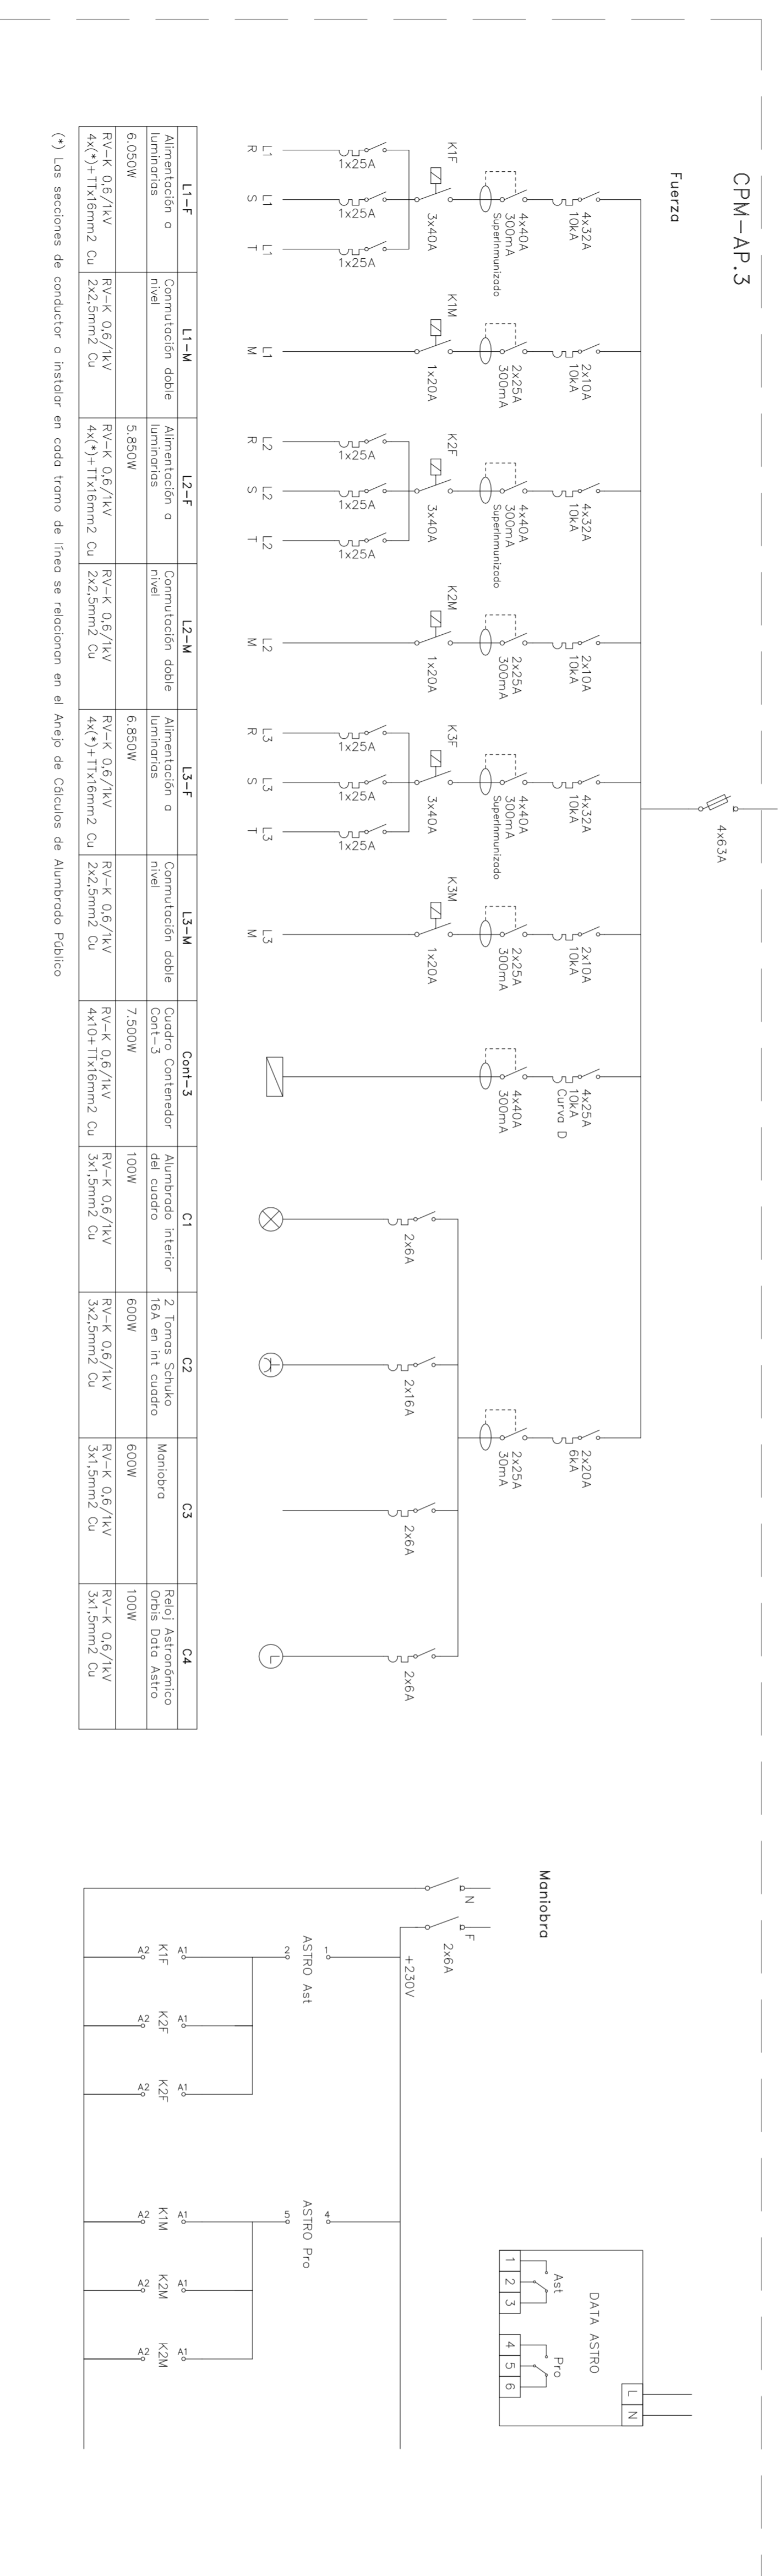 CPM-AP.3
Fuerza
4x63A
4x32A
10kA
2x10A
10kA
4x32A
10kA
2x10A
10kA
4x32A
10kA
2x10A
10kA
4x25A
10kA
Curva D
2x20A
6kA
4x40A
300mA
SuperInmunizado
2x25A
300mA
4x40A
300mA
SuperInmunizado
2x25A
300mA
4x40A
300mA
SuperInmunizado
2x25A
300mA
4x40A
300mA
2x25A
30mA
K1F
3x40A
K1M
1x20A
K2F
3x40A
K2M
1x20A
K3F
3x40A
K3M
1x20A
2x6A
2x16A
2x6A
2x6A
1x25A
1x25A
1x25A
1x25A
1x25A
1x25A
1x25A
1x25A
1x25A
L1 L1 L1 L1 L2 L2 L2 L2 L3 L3 L3 L3
R S T M R S T M R S T M
L
L1-F L1-M L2-F L2-M L3-F L3-M Cont-3 C1 C2 C3 C4
Alimentación a
luminarias
Conmutación doble
nivel
Alimentación a
luminarias
Conmutación doble
nivel
Alimentación a
luminarias
Conmutación doble
nivel
Cuadro Contenedor
Cont-3
Alumbrado interior
del cuadro
2 Tomas Schuko
16A en int cuadro
Maniobra
Reloj Astronómico
Orbis Data Astro
6.050W 5.850W 6.850W 7.500W 100W 600W 600W 100W
RV-K 0,6/1kV
4x(*)+TTx16mm2 Cu
RV-K 0,6/1kV
2x2,5mm2 Cu
RV-K 0,6/1kV
4x(*)+TTx16mm2 Cu
RV-K 0,6/1kV
2x2,5mm2 Cu
RV-K 0,6/1kV
4x(*)+TTx16mm2 Cu
RV-K 0,6/1kV
2x2,5mm2 Cu
RV-K 0,6/1kV
4x10+TTx16mm2 Cu
RV-K 0,6/1kV
3x1,5mm2 Cu
RV-K 0,6/1kV
3x2,5mm2 Cu
RV-K 0,6/1kV
3x1,5mm2 Cu
RV-K 0,6/1kV
3x1,5mm2 Cu
(*) Las secciones de conductor a instalar en cada tramo de línea se relacionan en el Anejo de Cálculos de Alumbrado Público
Maniobra
N F
2x6A
+230V
L N
DATA ASTRO
Ast Pro
1 2 3 4 5 6
1
ASTRO Ast
2
4
ASTRO Pro
5
A1 A1 A1 A1 A1 A1
K1F K2F K2F K1M K2M K2M
A2 A2 A2 A2 A2 A2